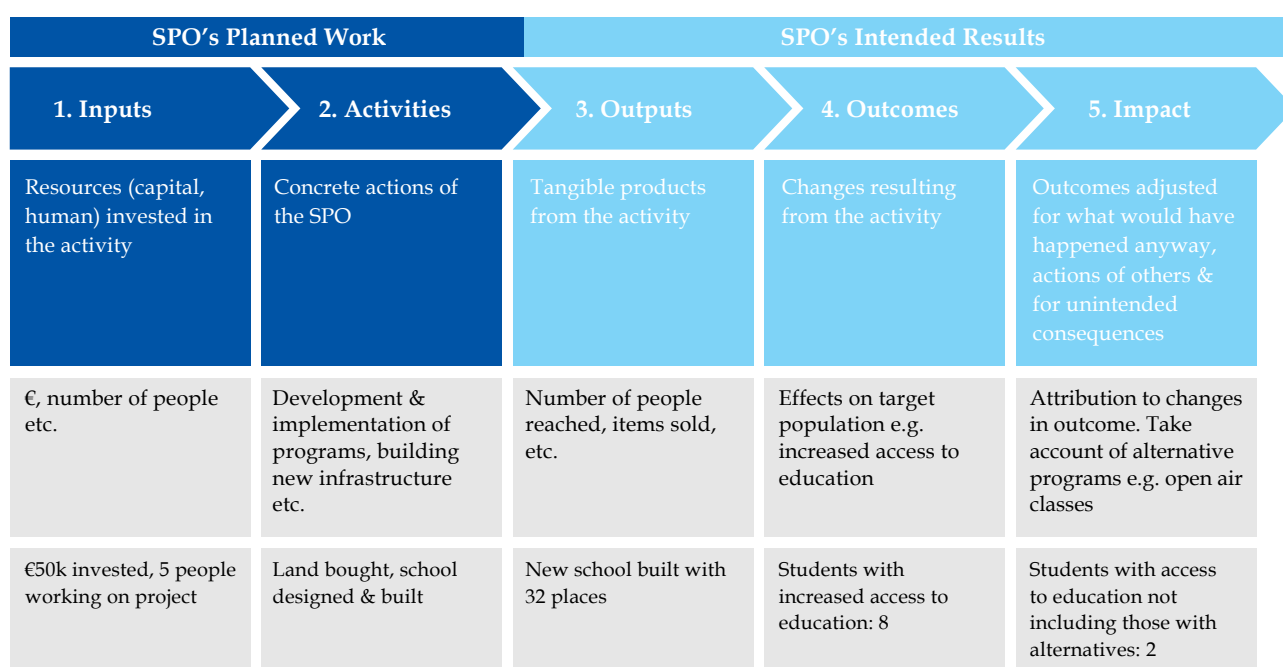 SPO’s Planned Work
SPO’s Intended Results
1. Inputs
2. Activities
3. Outputs
4. Outcomes
5. Impact
Resources (capital,
human) invested in
the activity
Concrete actions of
the SPO
Tangible products
from the activity
Changes resulting
from the activity
Outcomes adjusted
for what would have
happened anyway,
actions of others &
for unintended
consequences
€, number of people
etc.
Development &
implementation of
programs, building
new infrastructure
etc.
Number of people
reached, items sold,
etc.
Effects on target
population e.g.
increased access to
education
Attribution to changes
in outcome. Take
account of alternative
programs e.g. open air
classes
€50k invested, 5 people
working on project
Land bought, school
designed & built
New school built with
32 places
Students with
increased access to
education: 8
Students with access
to education not
including those with
alternatives: 2